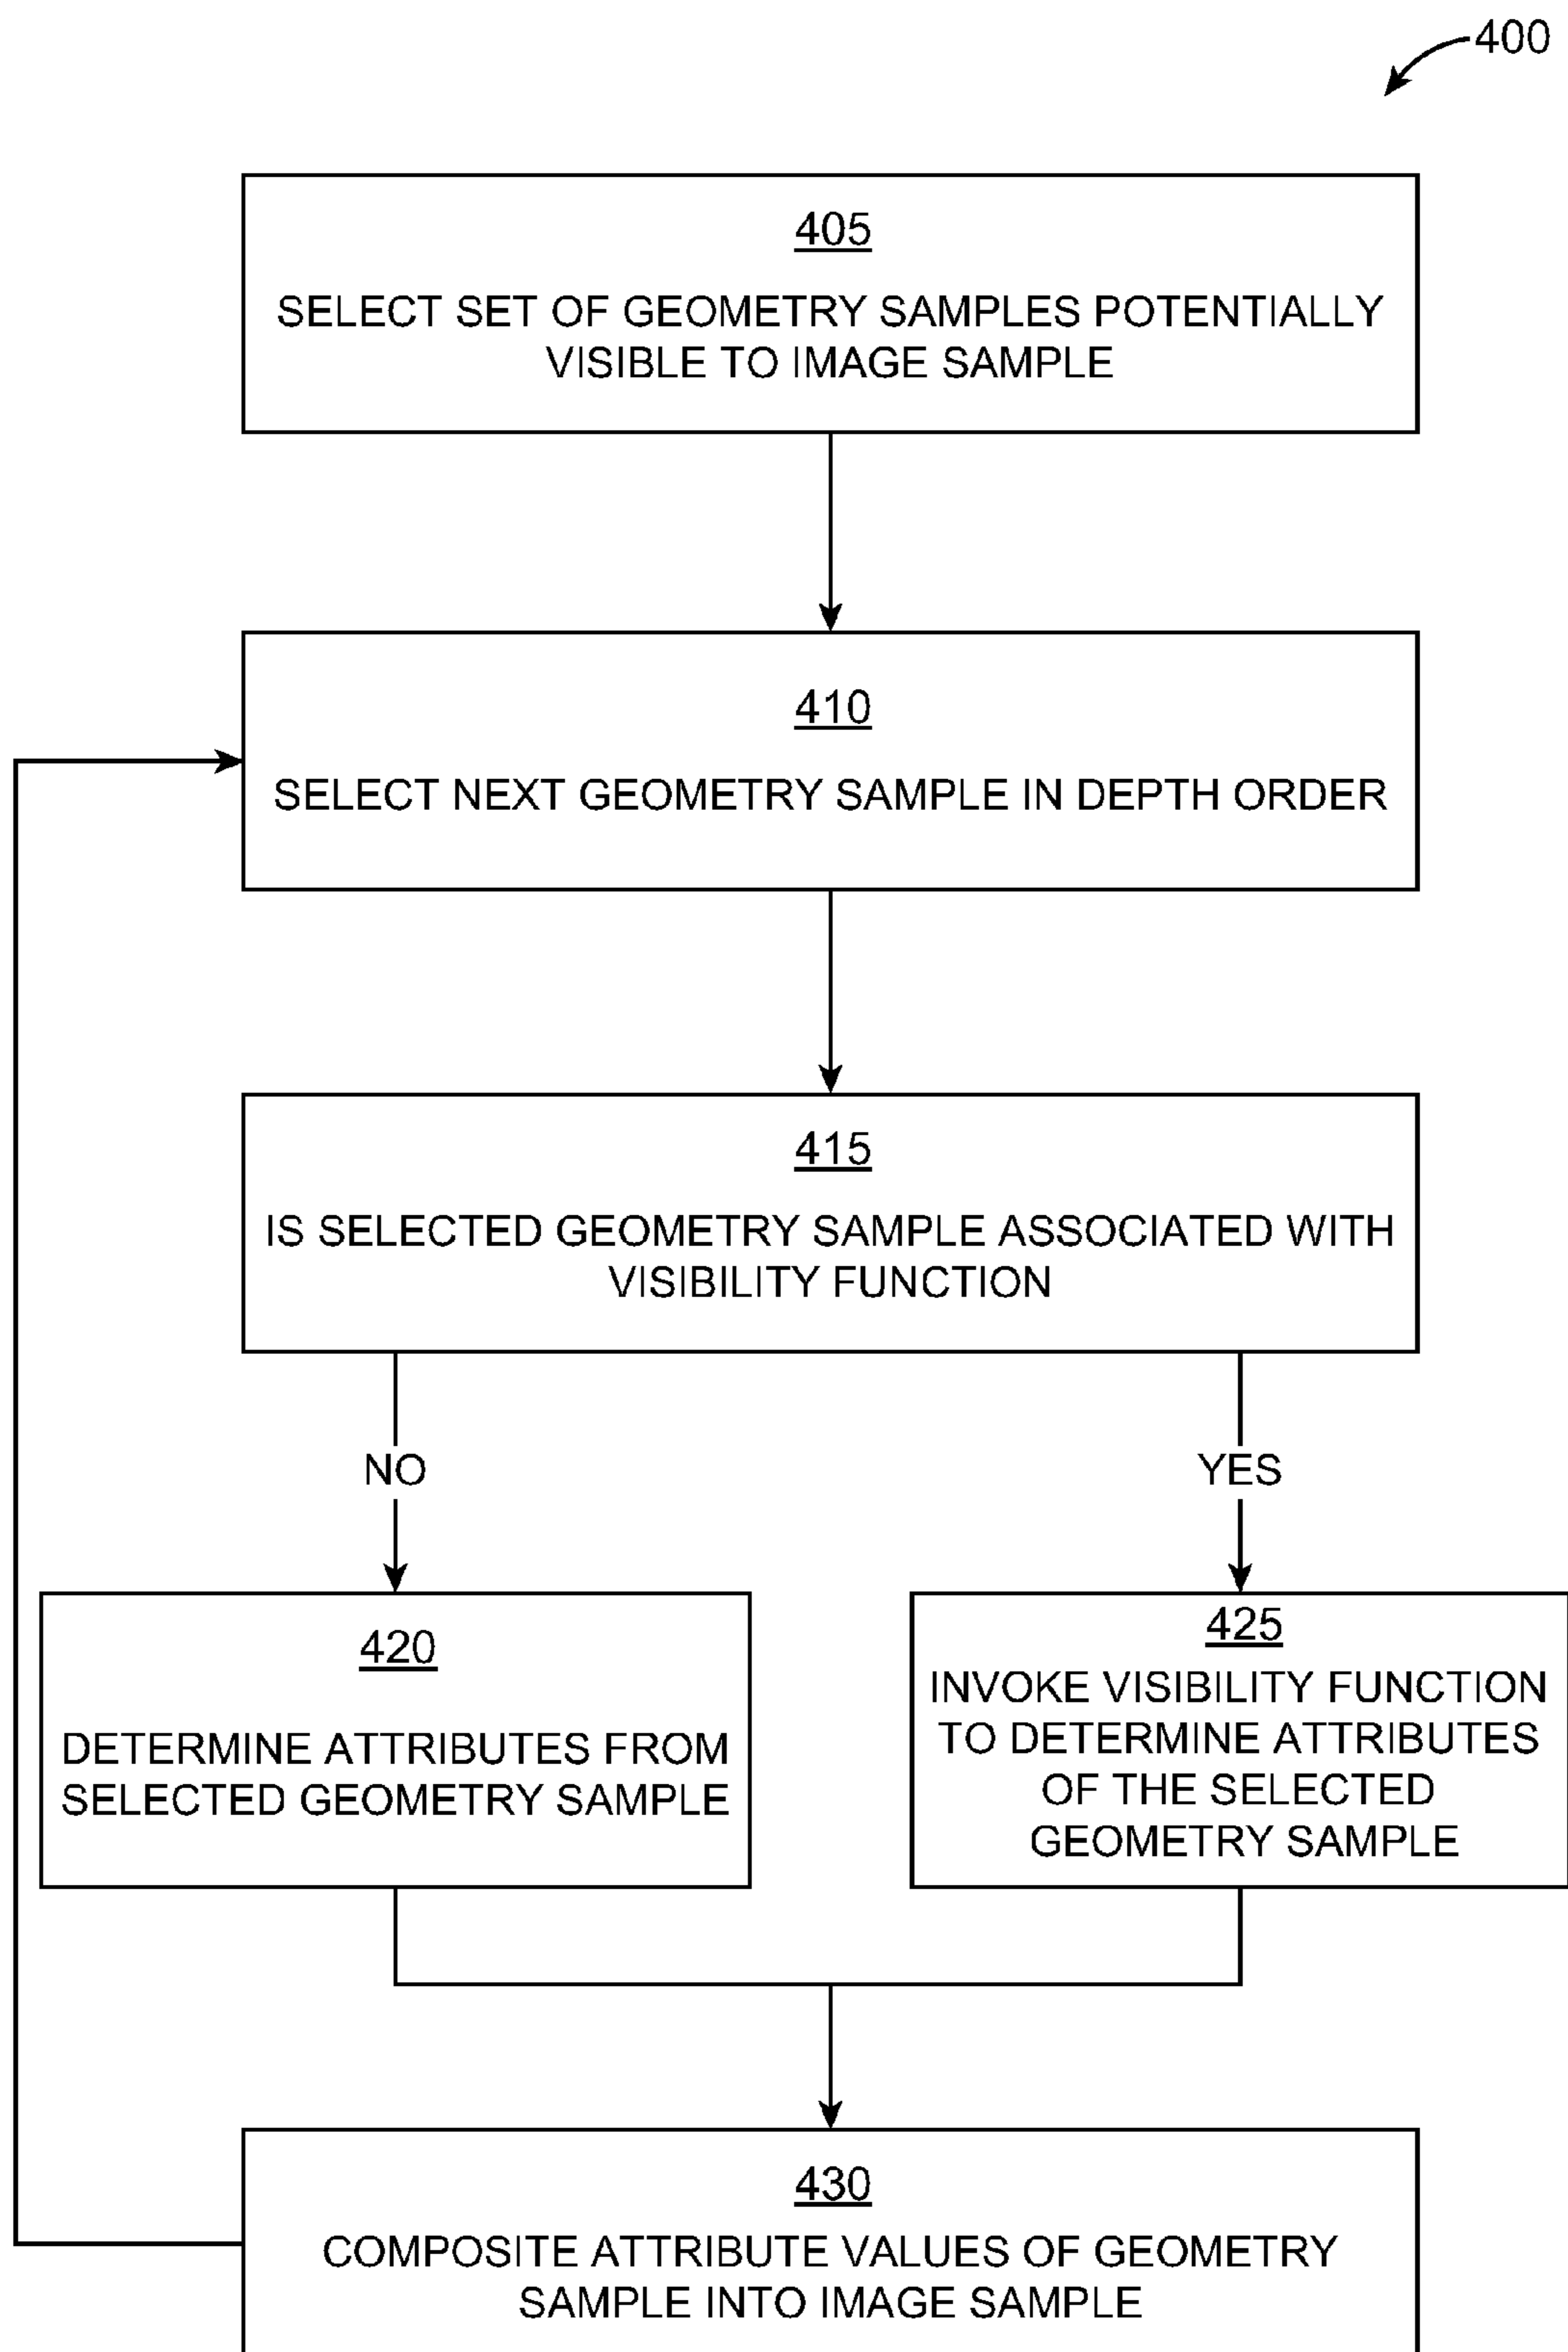 400
405
SELECT SET OF GEOMETRY SAMPLES POTENTIALLY
VISIBLE TO IMAGE SAMPLE
410
SELECT NEXT GEOMETRY SAMPLE IN DEPTH ORDER
415
IS SELECTED GEOMETRY SAMPLE ASSOCIATED WITH
VISIBILITY FUNCTION
NO
YES
420
DETERMINE ATTRIBUTES FROM
SELECTED GEOMETRY SAMPLE
425
INVOKE VISIBILITY FUNCTION
TO DETERMINE ATTRIBUTES
OF THE SELECTED
GEOMETRY SAMPLE
430
COMPOSITE ATTRIBUTE VALUES OF GEOMETRY
SAMPLE INTO IMAGE SAMPLE